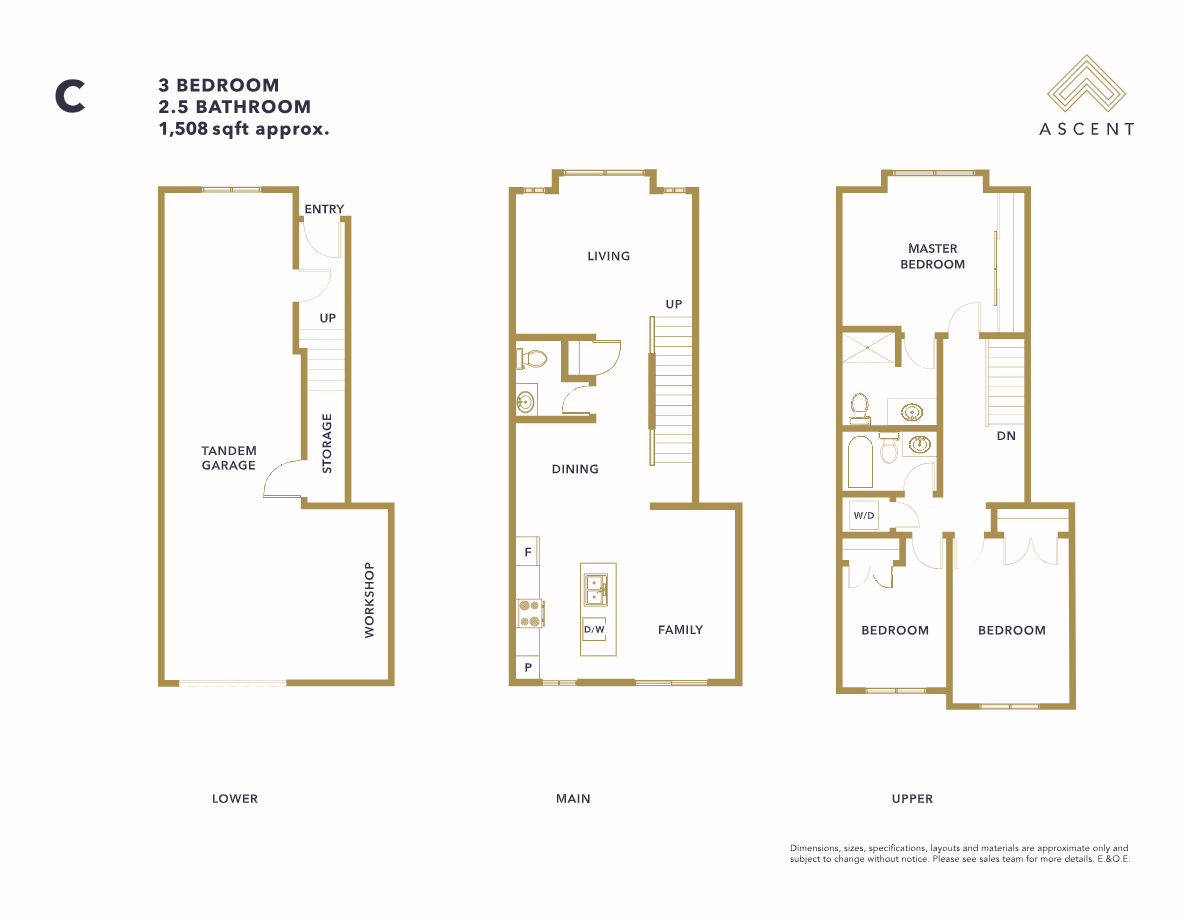 C
3 BEDROOM
2.5 BATHROOM
1,508 sqft approx.
ASCENT
ENTRY
UP
STORAGE
TANDEM
GARAGE
WORKSHOP
LOWER
LIVING
UP
DINING
F
D/W
FAMILY
P
MAIN
MASTER
BEDROOM
DN
W/D
BEDROOM
BEDROOM
UPPER
Dimensions, sizes, specifications, layouts and materials are approximate only and
subject to change without notice. Please see sales team for more details. E.&O.E.